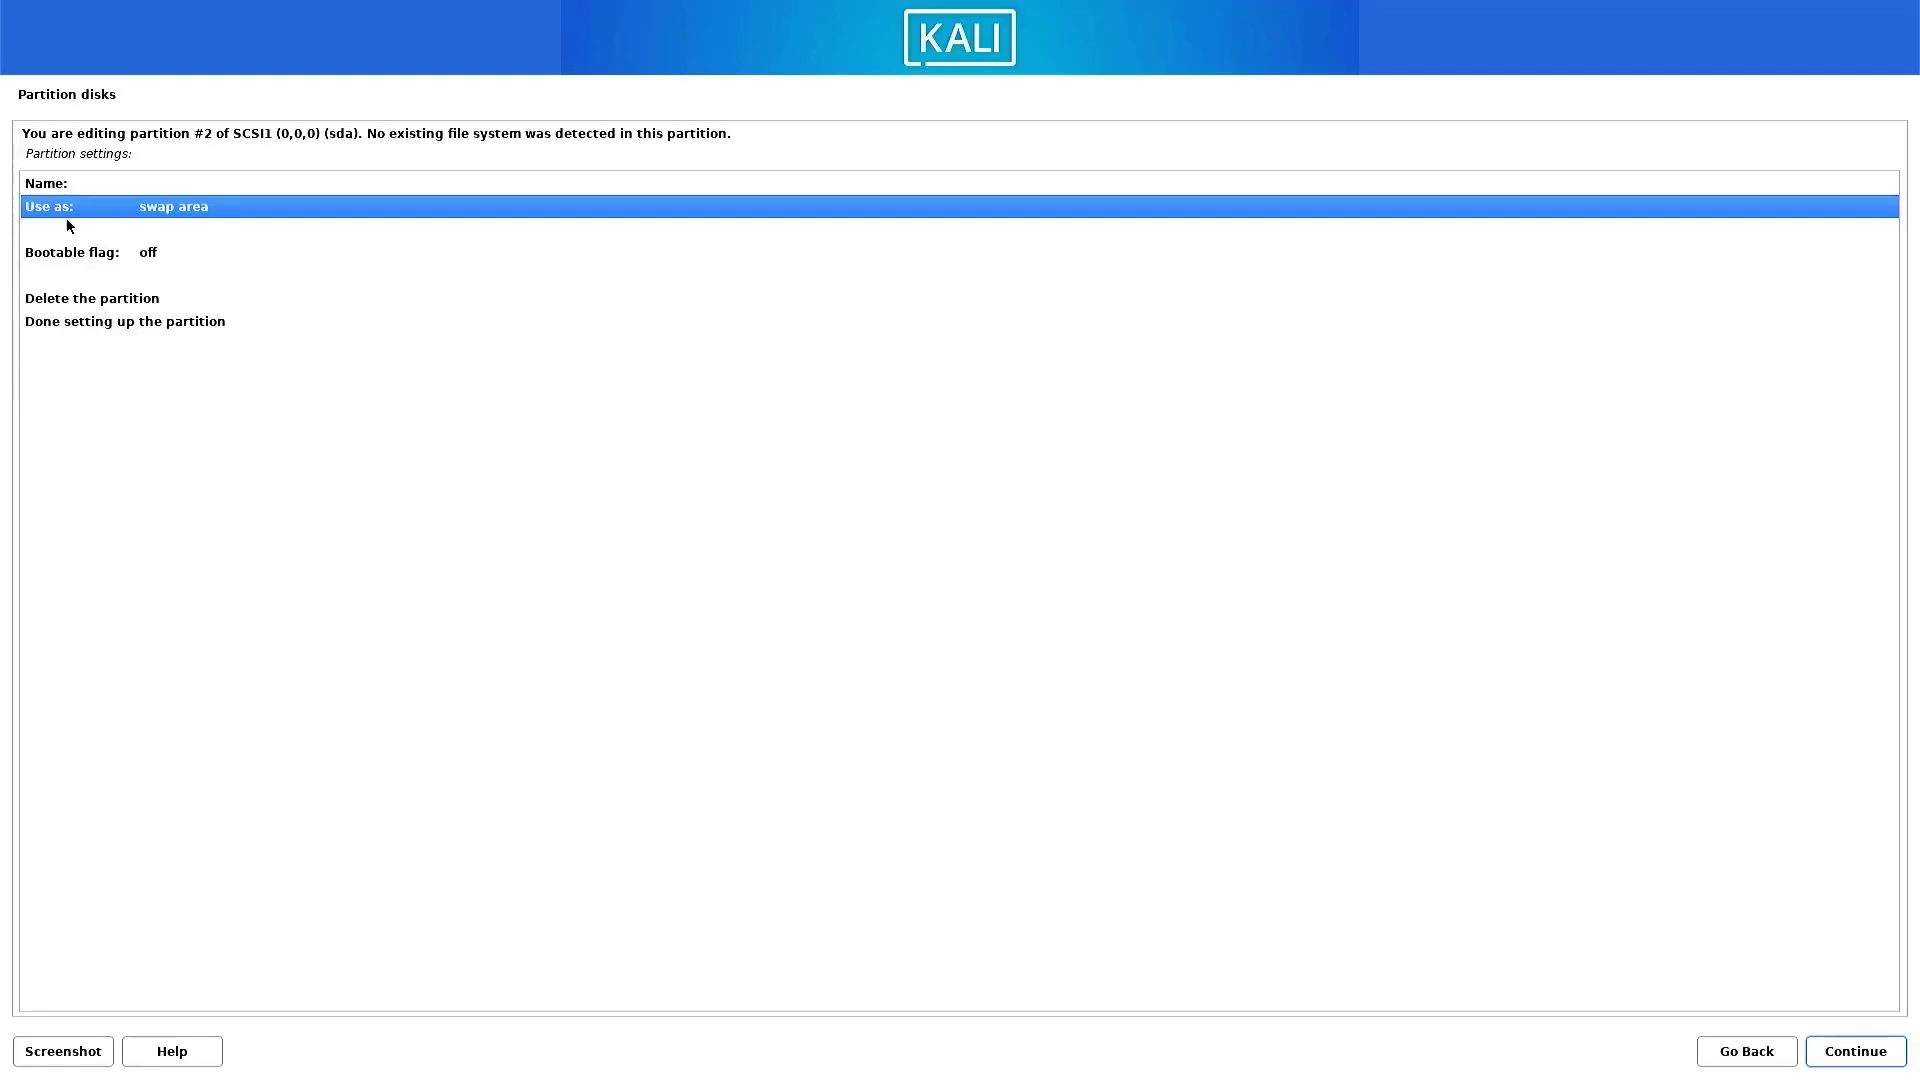 KALI
Partition disks
You are editing partition #2 of SCSI1 (0,0,0) (sda). No existing file system was detected in this partition.
Partition settings:
Name:
Use as: swap area
Bootable flag: off
Delete the partition
Done setting up the partition
Screenshot Help Go Back Continue